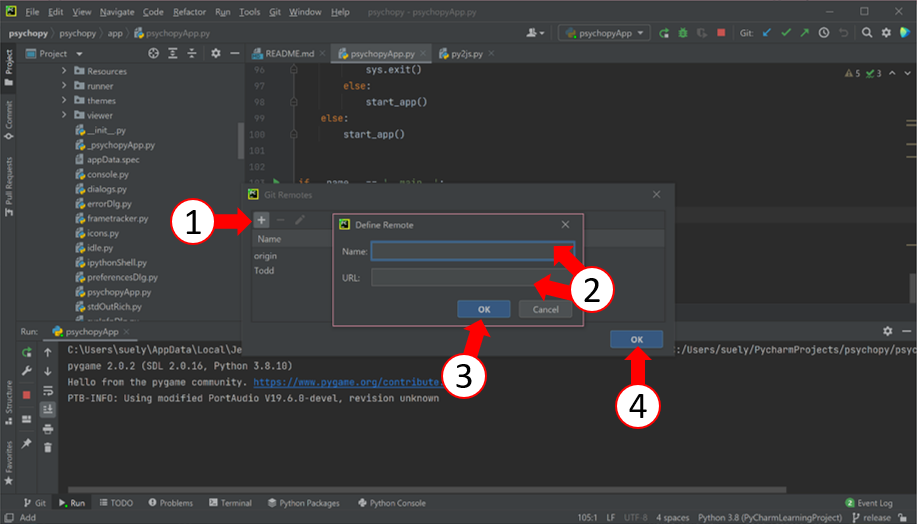 File Edit View Navigate Code Refactor Run Tools Git Window Help psychopy - psychopyApp.py
psychopy psychopy app psychopyApp.py psychopyApp Git:
Project
Project
README.md psychopyApp.py py2js.py
Commit
Pull Requests
Resources
runner
themes
viewer
__init__.py
_psychopyApp.py
appData.spec
console.py
dialogs.py
errorDlg.py
frametracker.py
icons.py
idle.py
ipythonShell.py
preferencesDlg.py
psychopyApp.py
stdOutRich.py
96 sys.exit()
97 else:
98 start_app()
99 else:
100 start_app()
101
102
5 3
Git Remotes
1
Name
origin
Todd
Define Remote
Name:
URL:
2
OK Cancel
3
OK
4
Run: psychopyApp
C:\Users\suely\AppData\Local\Je :/Users/suely/PycharmProjects/psychopy/psyc
pygame 2.0.2 (SDL 2.0.16, Python 3.8.10)
Hello from the pygame community. https://www.pygame.org/contribute.
PTB-INFO: Using modified PortAudio V19.6.0-devel, revision unknown
Structure
Favorites
Git Run TODO Problems Terminal Python Packages Python Console 2 Event Log
Add 105:1 LF UTF-8 4 spaces Python 3.8 (PyCharmLearningProject) release